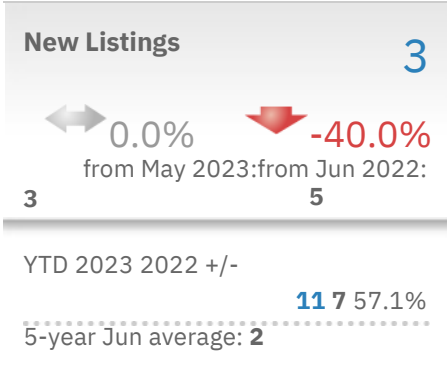 New Listings
3
0.0% -40.0%
from May 2023:from Jun 2022:
3 5
YTD 2023 2022 +/-
11 7 57.1%
5-year Jun average: 2